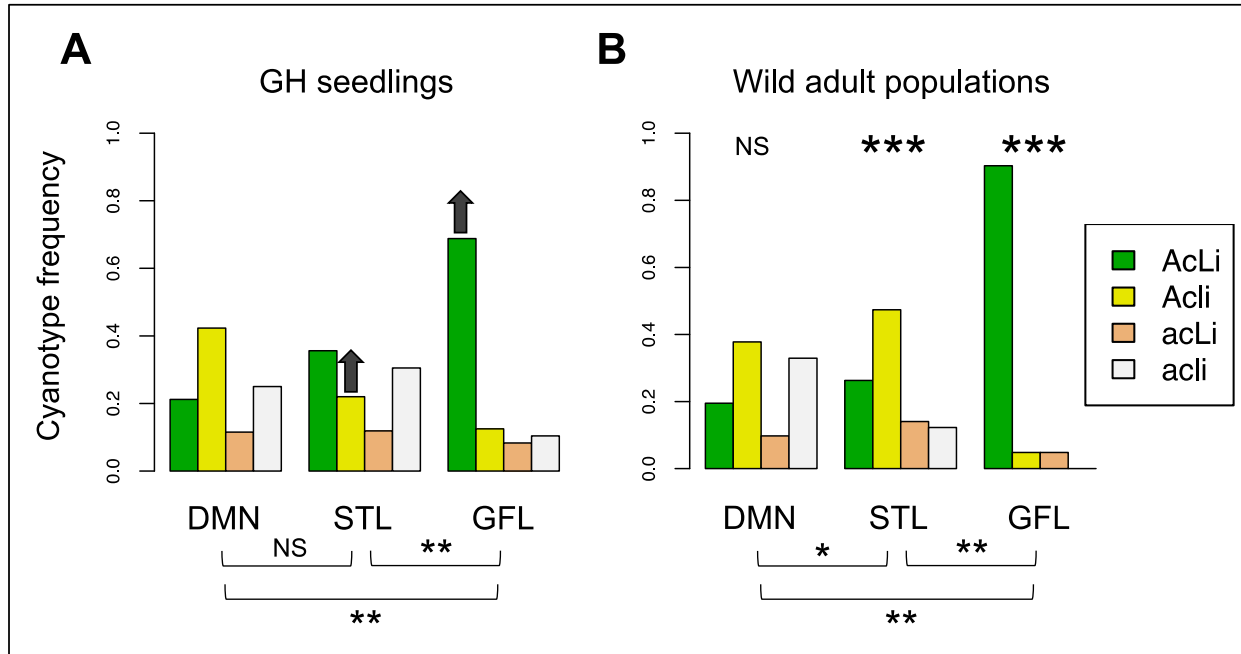 A
GH seedlings
Cyanotype frequency
1.0
0.8
0.6
0.4
0.2
0.0
DMN STL GFL
NS **
**
B
Wild adult populations
1.0
0.8
0.6
0.4
0.2
0.0
NS *** ***
DMN STL GFL
* **
**
AcLi
Acli
acLi
acli